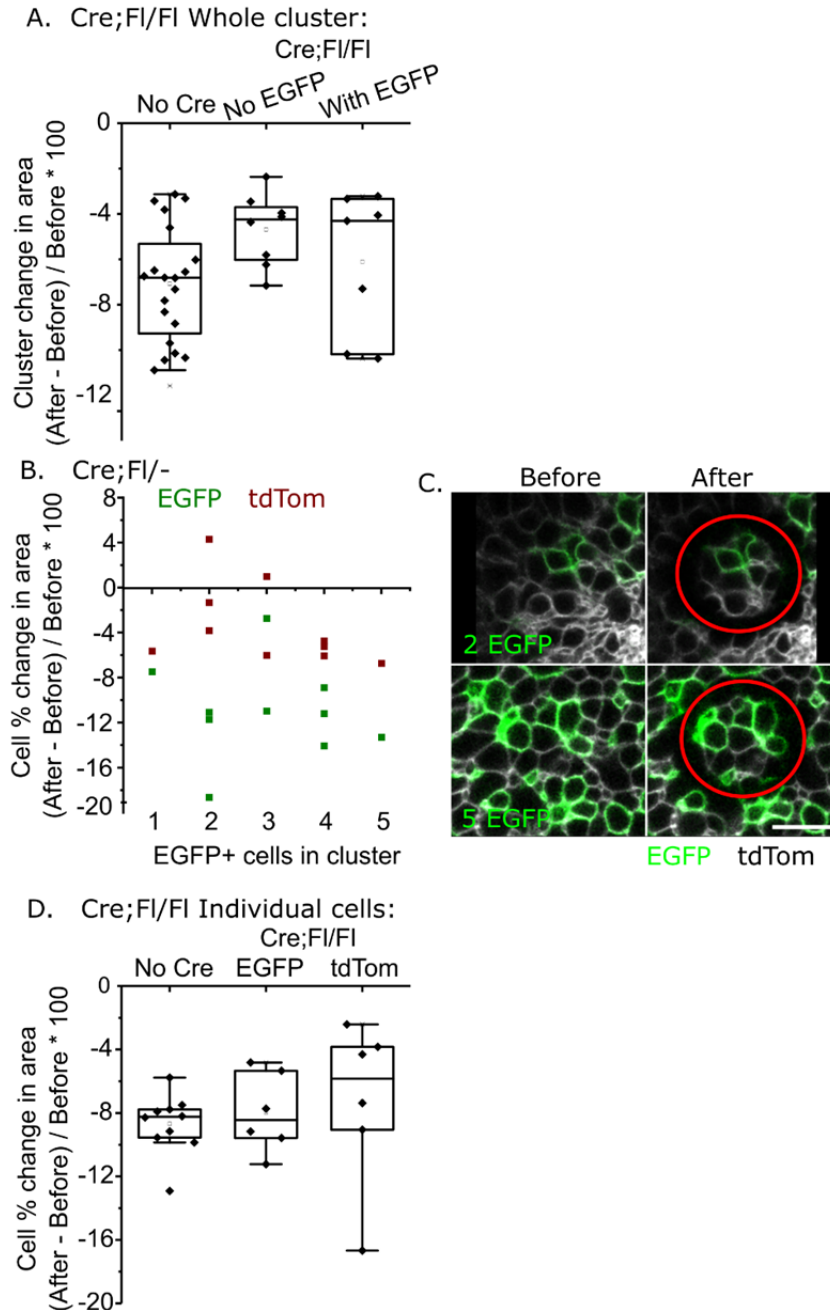 A. Cre;Fl/Fl Whole cluster:
Cre;Fl/Fl
No Cre No EGFP With EGFP
0
-4
-8
-12
Cluster change in area
(After - Before) / Before * 100
B. Cre;Fl/-
EGFP tdTom
8
4
0
-4
-8
-12
-16
-20
Cell % change in area
(After - Before) / Before * 100
1 2 3 4 5
EGFP+ cells in cluster
C.
Before After
2 EGFP
5 EGFP
EGFP tdTom
D. Cre;Fl/Fl Individual cells:
Cre;Fl/Fl
No Cre EGFP tdTom
0
-4
-8
-12
-16
-20
Cell % change in area
(After - Before) / Before * 100